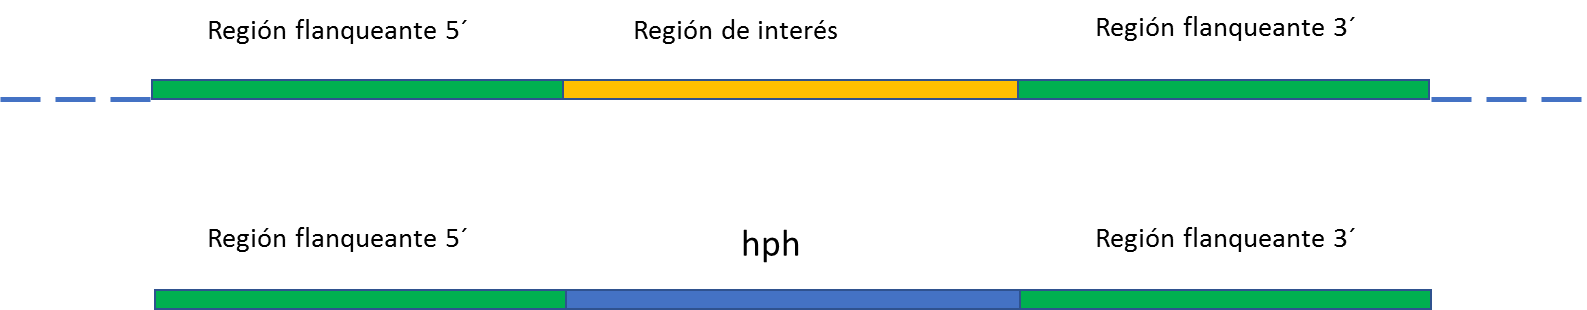 Región flanqueante 5´
Región de interés
Región flanqueante 3´
Región flanqueante 5´
hph
Región flanqueante 3´